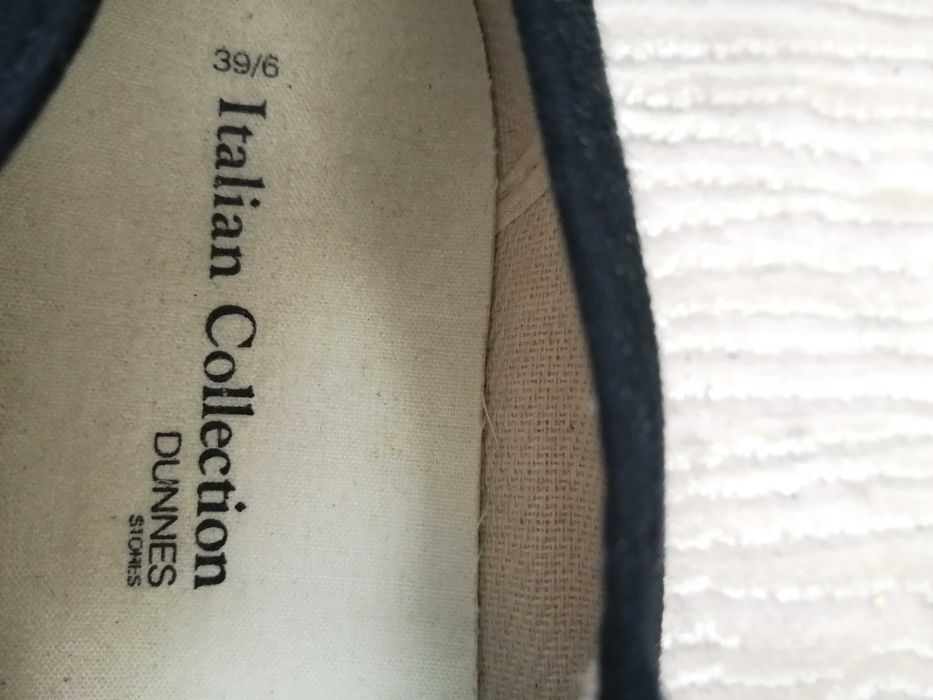 39/6
Italian Collection
DUNNES
STORES